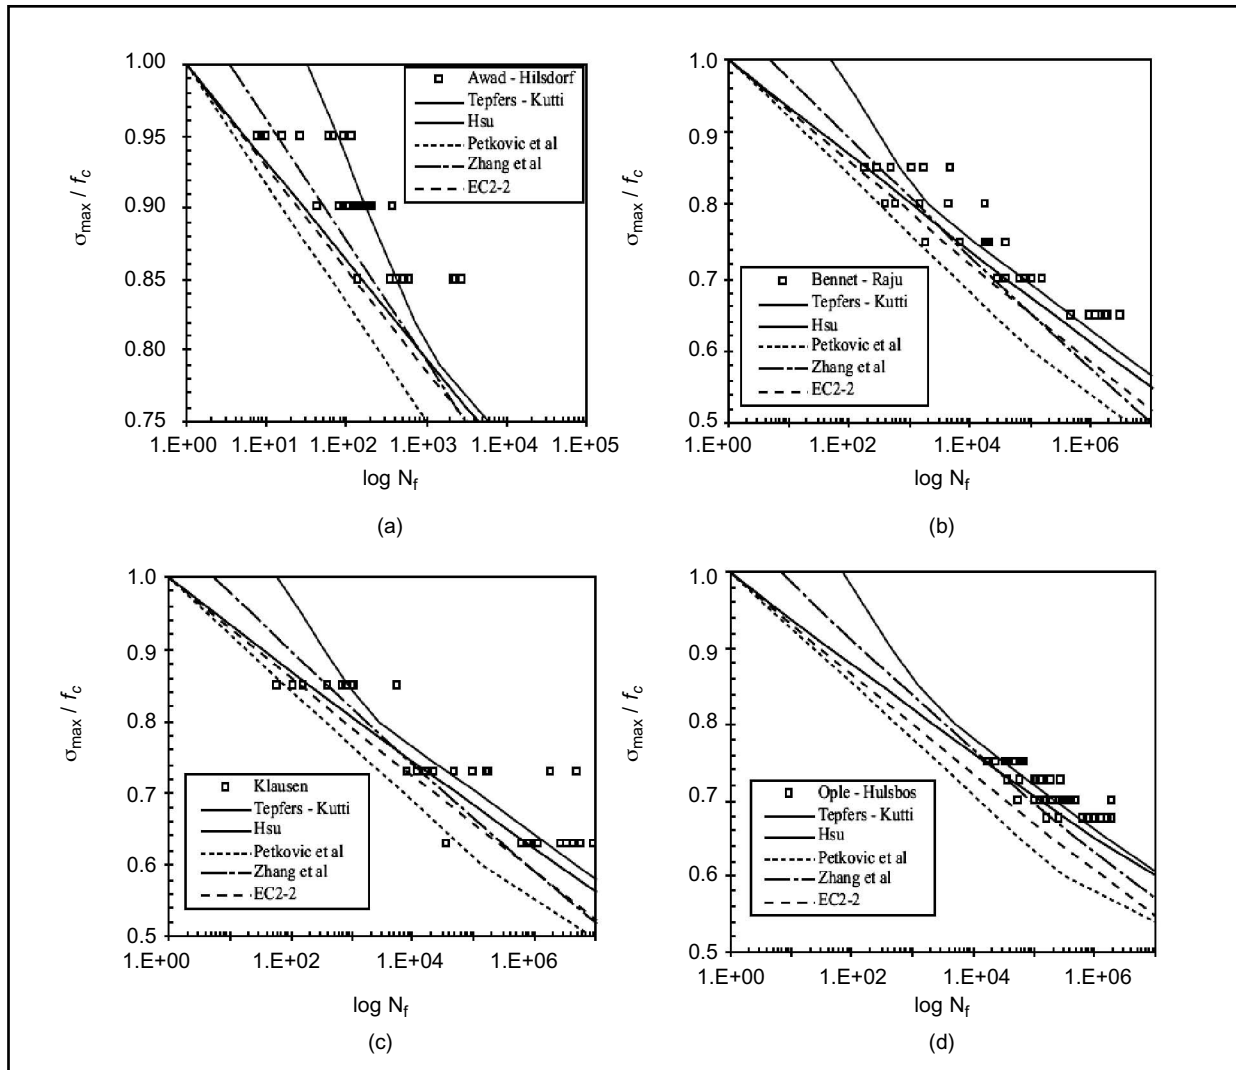 1.00
0.95
0.90
0.85
0.80
0.75
σmax / fc
Awad - Hilsdorf
Tepfers - Kutti
Hsu
Petkovic et al
Zhang et al
EC2-2
1.E+00 1.E+01 1.E+02 1.E+03 1.E+04 1.E+05
log Nf
(a)
1.0
0.9
0.8
0.7
0.6
0.5
σmax / fc
Bennet - Raju
Tepfers - Kutti
Hsu
Petkovic et al
Zhang et al
EC2-2
1.E+00 1.E+02 1.E+04 1.E+06
log Nf
(b)
1.0
0.9
0.8
0.7
0.6
0.5
σmax / fc
Klausen
Tepfers - Kutti
Hsu
Petkovic et al
Zhang et al
EC2-2
1.E+00 1.E+02 1.E+04 1.E+06
log Nf
(c)
1.0
0.9
0.8
0.7
0.6
0.5
σmax / fc
Ople - Hulsbos
Tepfers - Kutti
Hsu
Petkovic et al
Zhang et al
EC2-2
1.E+00 1.E+02 1.E+04 1.E+06
log Nf
(d)